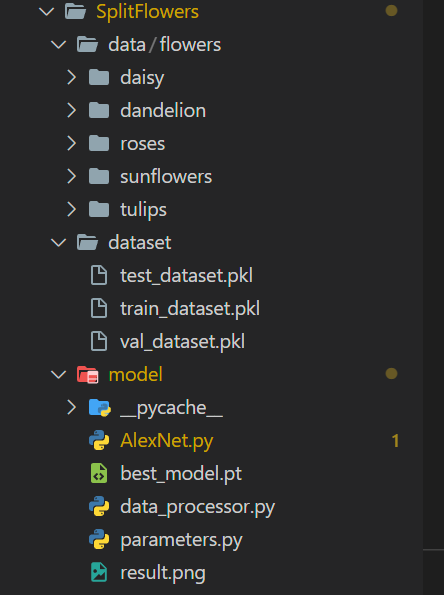 SplitFlowers
data/flowers
daisy
dandelion
roses
sunflowers
tulips
dataset
test_dataset.pkl
train_dataset.pkl
val_dataset.pkl
model
__pycache__
AlexNet.py 1
best_model.pt
data_processor.py
parameters.py
result.png